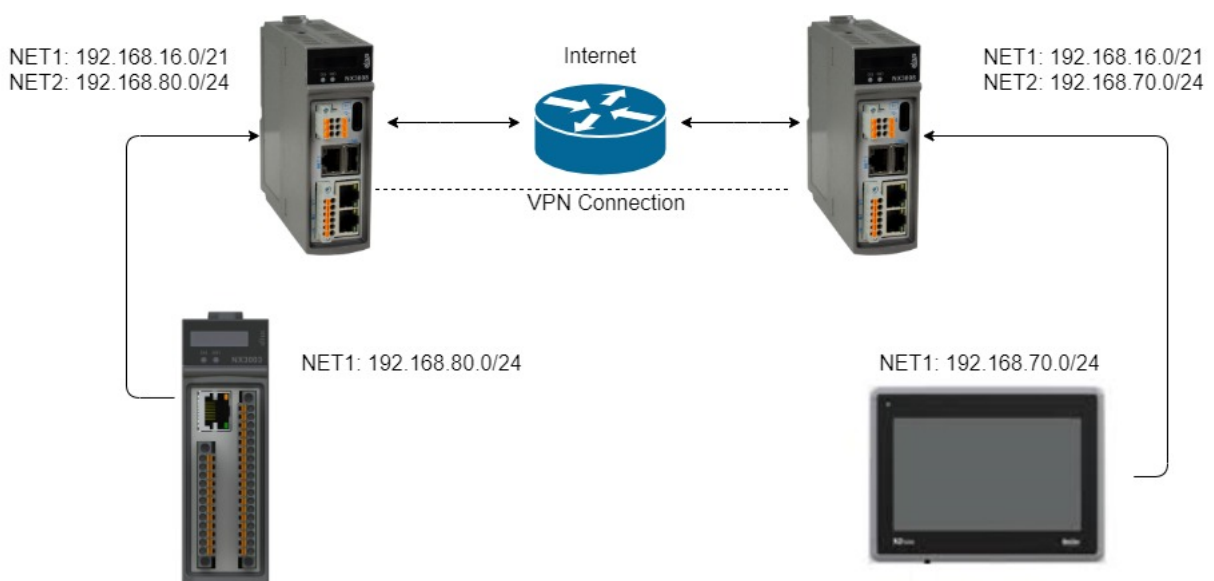 NET1: 192.168.16.0/21
NET2: 192.168.80.0/24
Internet
NET1: 192.168.16.0/21
NET2: 192.168.70.0/24
VPN Connection
NX3003
NET1: 192.168.80.0/24
NET1: 192.168.70.0/24